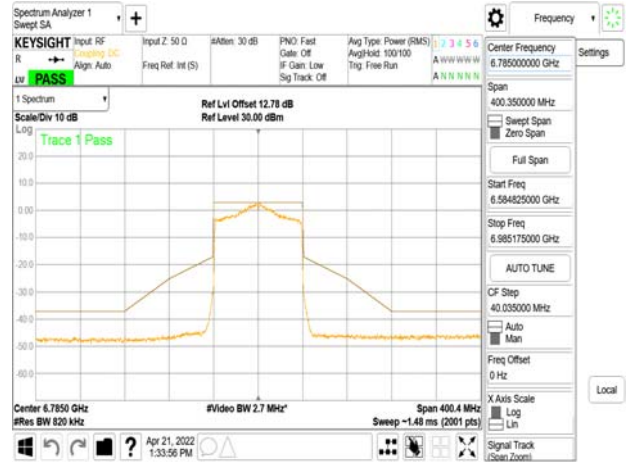 Spectrum Analyzer 1
Swept SA
+
Frequency
KEYSIGHT
R
LV PASS
Input: RF
Coupling: DC
Align: Auto
Input Z: 50 Ω
Freq Ref: Int (S)
#Atten: 30 dB
PNO: Fast
Gate: Off
IF Gain: Low
Sig Track: Off
Avg Type: Power (RMS)
Avg|Hold: 100/100
Trig: Free Run
1 2 3 4 5 6
A W W W W W
A N N N N N
1 Spectrum
Scale/Div 10 dB
Ref Lvl Offset 12.78 dB
Ref Level 30.00 dBm
Log
Trace 1 Pass
20.0
10.0
0.00
-10.0
-20.0
-30.0
-40.0
-50.0
-60.0
Center 6.7850 GHz
#Res BW 820 kHz
#Video BW 2.7 MHz*
Span 400.4 MHz
Sweep ~1.48 ms (2001 pts)
Center Frequency
6.785000000 GHz
Settings
Span
400.350000 MHz
Swept Span
Zero Span
Full Span
Start Freq
6.584825000 GHz
Stop Freq
6.985175000 GHz
AUTO TUNE
CF Step
40.035000 MHz
Auto
Man
Freq Offset
0 Hz
X Axis Scale
Log
Lin
Local
Signal Track
(Span Zoom)
?
Apr 21, 2022
1:33:56 PM